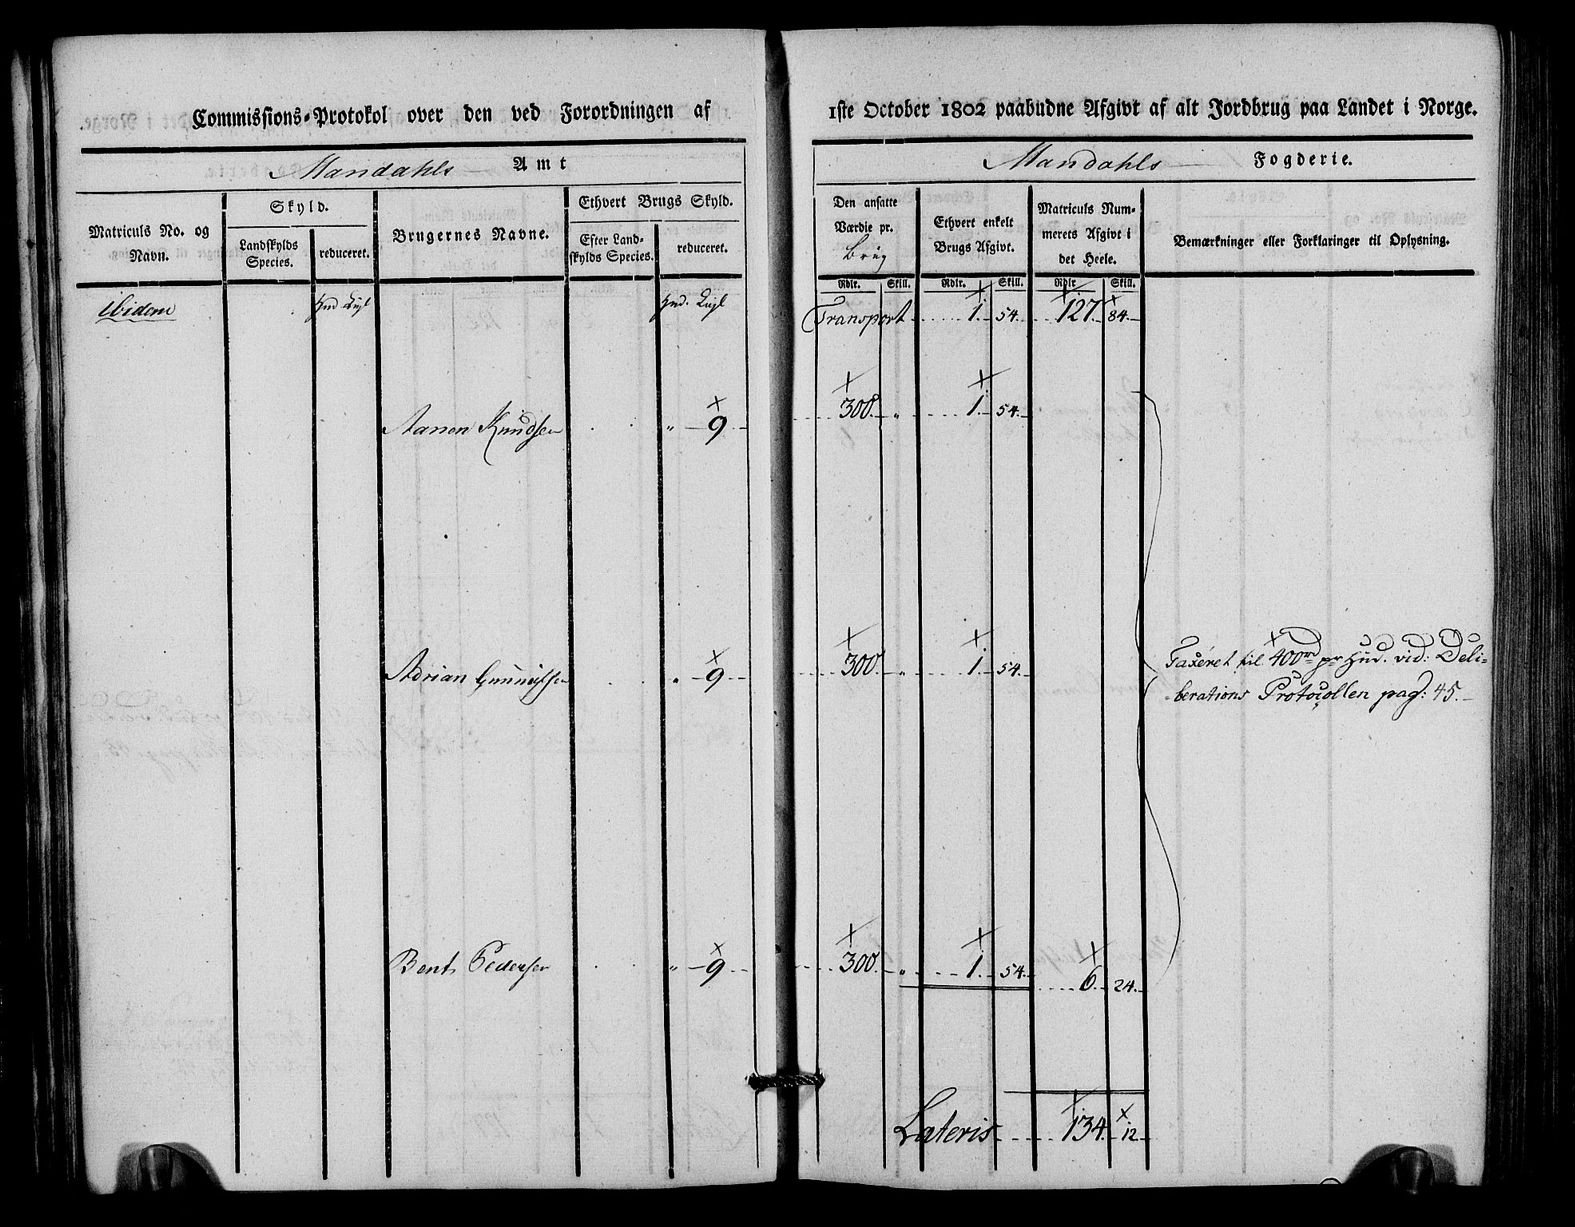 Commissions-Protokol over den ved Forordningen af 1ste October 1802 paabudne Afgivt af alt Jordbrug paa Landet i Norge.
Mandahls Amt
Mandahls Fogderie.
Matriculs No. og Navn.
Skyld.
Landskylds Species.
reduceret.
Brugernes Navne.
Ethvert Brugs Skyld.
Efter Landskylds Species.
reduceret.
Den ansatte Værdie pr. Brug
Rdlr. Skill.
Ethvert enkelt Brugs Afgivt.
Rdlr. Skill.
Matriculs Nummerets Afgivt i det Heele.
Rdlr Skill.
Bemærkninger eller Forklaringer til Oplysning.
ibidem Hud. Hud.
Transport 1. 54. 127. 84.
Aanen Knudsen " 9 300. " 1. 54.
Adrian " 9 300. " 1. 54.
Taxeret til 400rd pr Hud. vid: Deli-
berations Protocollen pag: 45.
Bent Pedersen " 9 300. " 1. 54. 6. 24.
Lateris 134. 12